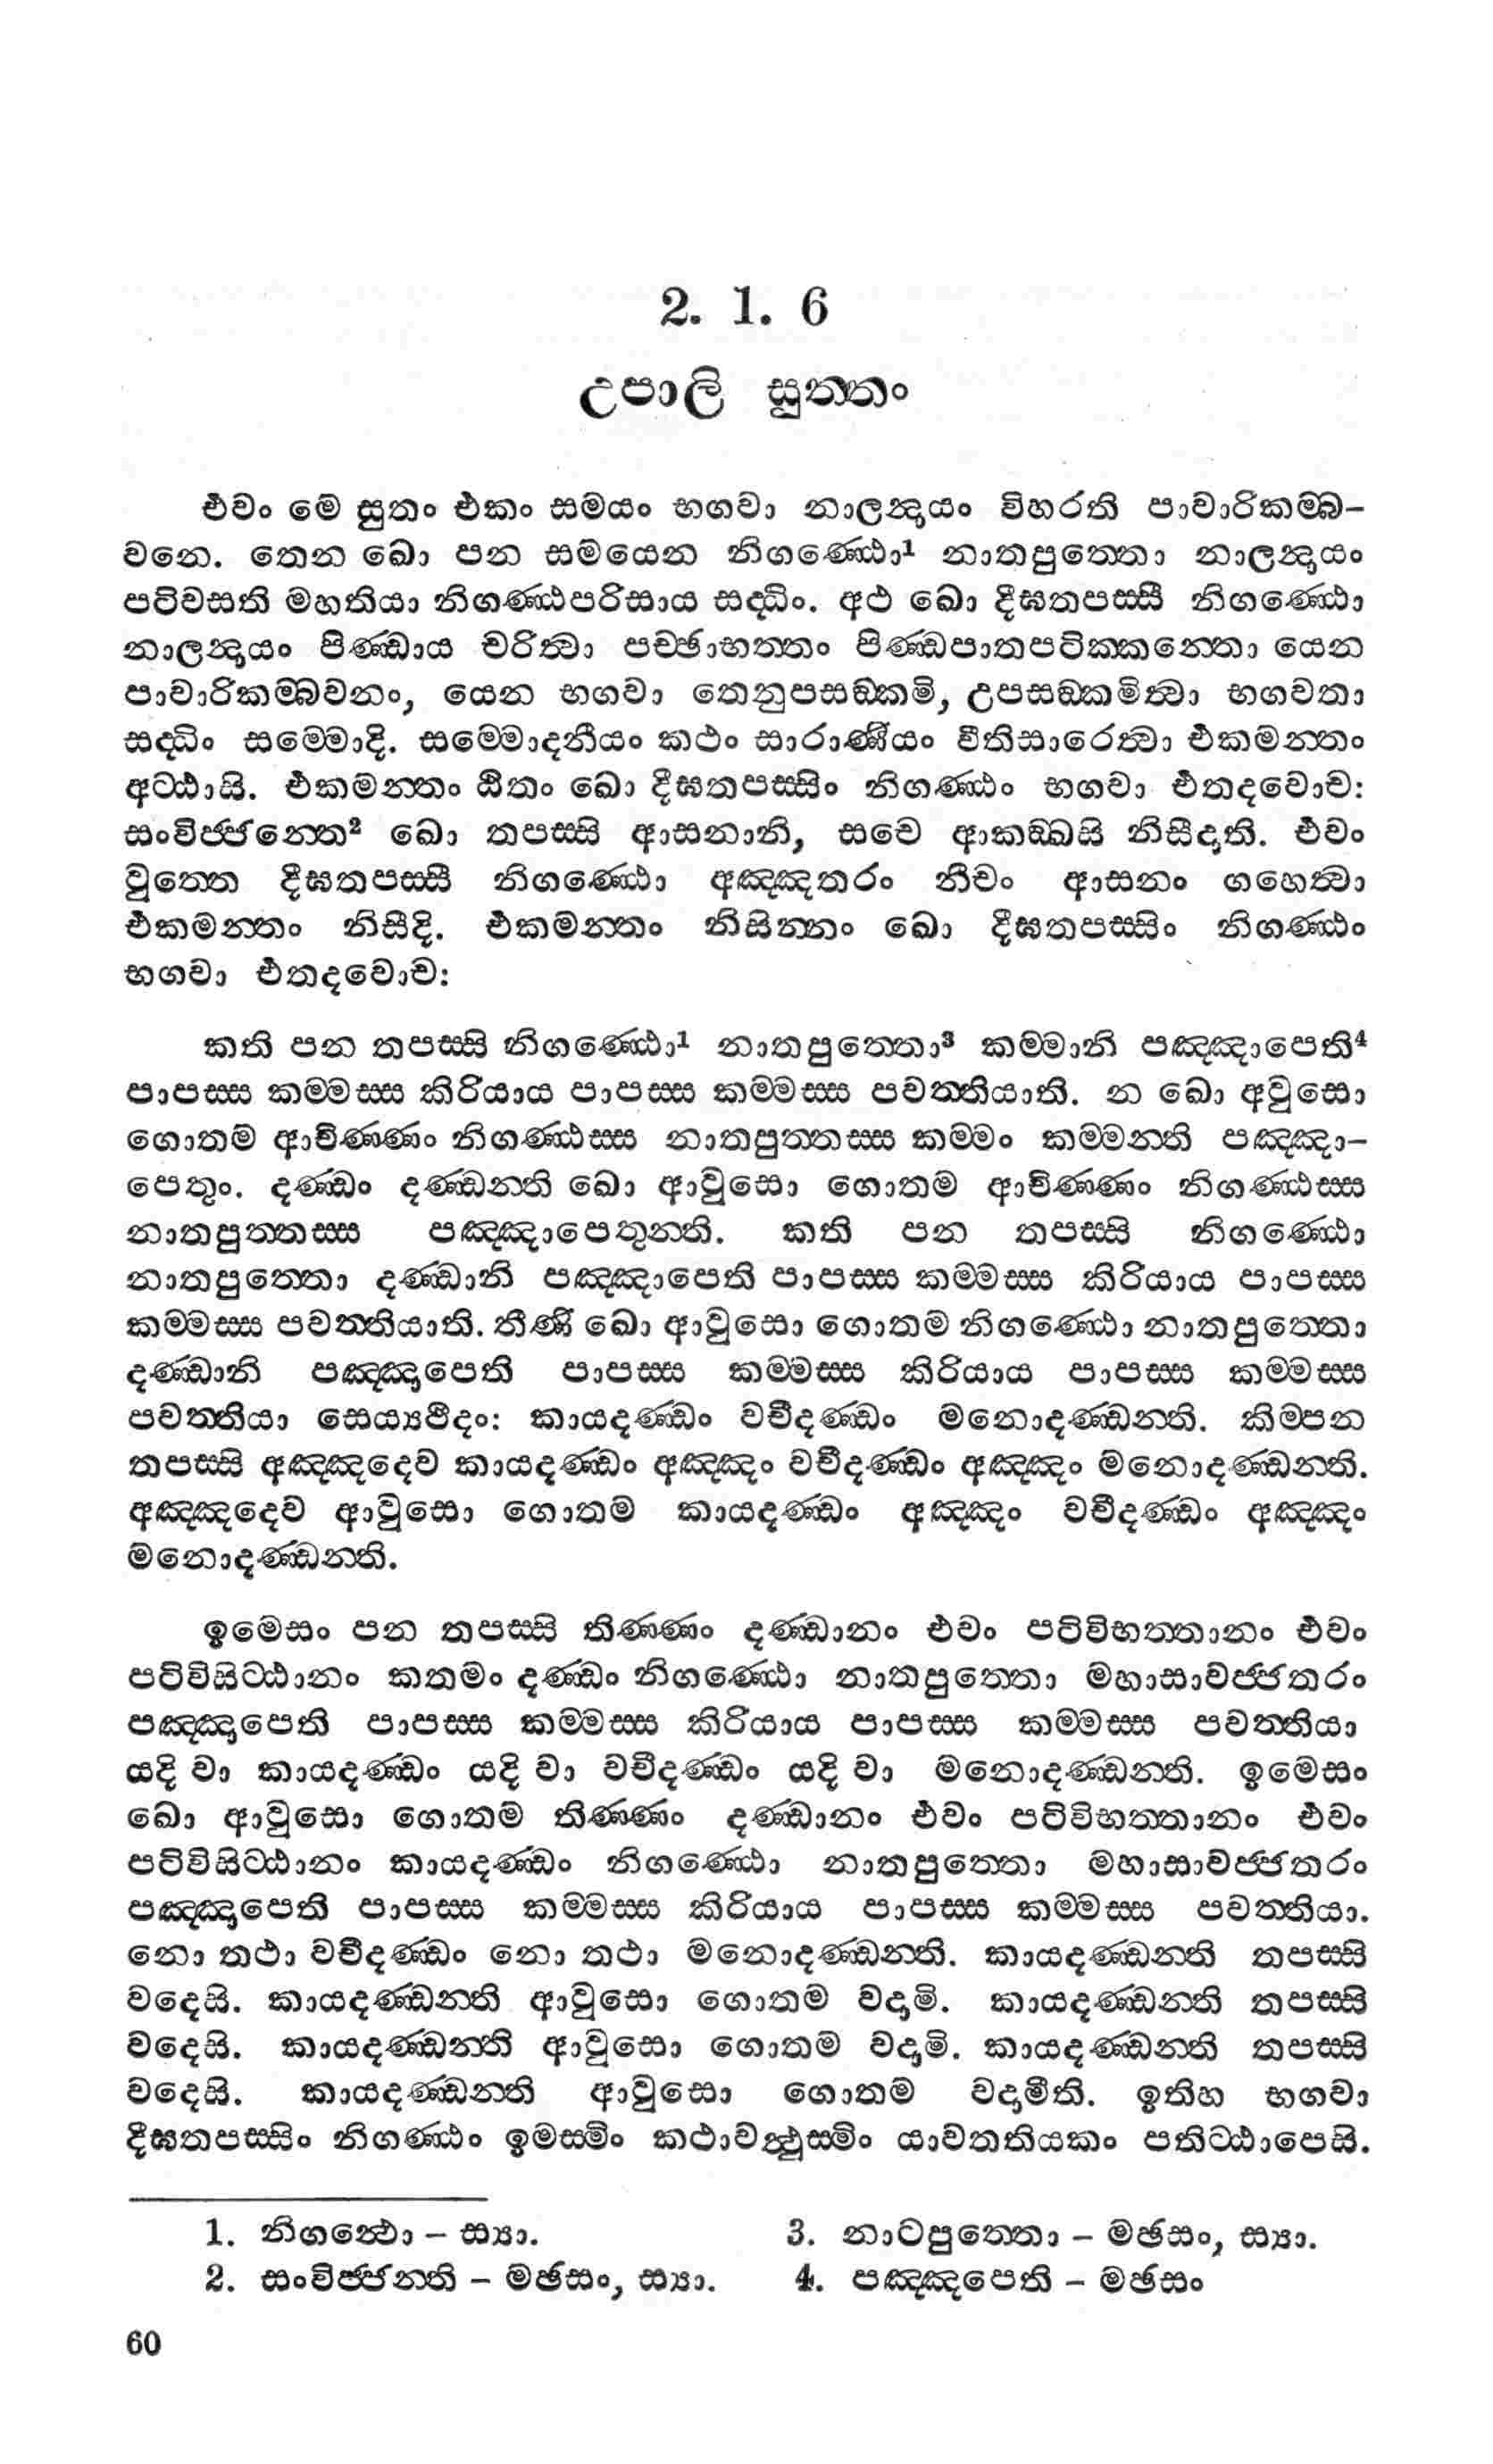 2. 1. 6
උපාලි සුත්තං
එවං මේ සුතං එකං සමයං භගවා නාලන්දායං විහරති පාවාරිකම්බ-
වනෙ. තෙන ඛො පන සමයෙන නිගණ්ඨො1 නාතපුත්තො නාලන්දායං
පටිවසති මහතියා නිගණ්ඨපරිසාය සද්ධිං. අථ ඛො දීඝතපස්සී නිගණ්ඨො
නාලන්දායං පිණ්ඩාය චරිත්වා පච්ඡාභත්තං පිණ්ඩපාතපටික්කන්තො යෙන
පාවාරිකම්බවනං, යෙන භගවා තෙනුපසඞ්කමි, උපසඞ්කමිත්වා භගවතා
සද්ධිං සම්මොදි. සම්මොදනීයං කථං සාරාණීයං වීතිසාරෙත්වා එකමන්තං
අට්ඨාසි. එකමන්තං ඨිතං ඛො දීඝතපස්සිං නිගණ්ඨං භගවා එතදවොච:
සංවිජ්ජන්තෙ2 ඛො තපස්සි ආසනානි, සචෙ ආකඞ්ඛසි නිසීදාති. එවං
වුත්තෙ දීඝතපස්සී නිගණ්ඨො අඤ්ඤතරං නීචං ආසනං ගහෙත්වා
එකමන්තං නිසීදි. එකමන්තං නිසින්නං ඛො දීඝතපස්සිං නිගණ්ඨං
භගවා එතදවොච:
කති පන තපස්සි නිගණ්ඨො1 නාතපුත්තො3 කම්මානි පඤ්ඤාපෙති4
පාපස්ස කම්මස්ස කිරියාය පාපස්ස කම්මස්ස පවත්තියාති. න ඛො අවුසො
ගොතම ආචිණ්ණං නිගණ්ඨස්ස නාතපුත්තස්ස කම්මං කම්මන්ති පඤ්ඤා-
පෙතුං. දණ්ඩං දණ්ඩන්ති ඛො ආවුසො ගොතම ආචිණ්ණං නිගණ්ඨස්ස
නාතපුත්තස්ස පඤ්ඤාපෙතුන්ති. කති පන තපස්සි නිගණ්ඨො
නාතපුත්තො දණ්ඩානි පඤ්ඤාපෙති පාපස්ස කම්මස්ස කිරියාය පාපස්ස
කම්මස්ස පවත්තියාති. තීණි ඛො ආවුසො ගොතම නිගණ්ඨො නාතපුත්තො
දණ්ඩානි පඤ්ඤාපෙති පාපස්ස කම්මස්ස කිරියාය පාපස්ස කම්මස්ස
පවත්තියා සෙය්‍යථීදං: කායදණ්ඩං වචීදණ්ඩං මනොදණ්ඩන්ති. කිම්පන
තපස්සි අඤ්ඤදෙව කායදණ්ඩං අඤ්ඤං වචීදණ්ඩං අඤ්ඤං මනොදණ්ඩන්ති.
අඤ්ඤදෙව ආවුසො ගොතම කායදණ්ඩං අඤ්ඤං වචීදණ්ඩං අඤ්ඤං
මනොදණ්ඩන්ති.
ඉමේසං පන තපස්සි තිණ්ණං දණ්ඩානං එවං පටිවිභත්තානං එවං
පටිවිසිට්ඨානං කතමං දණ්ඩං නිගණ්ඨො නාතපුත්තො මහාසාවජ්ජතරං
පඤ්ඤාපෙති පාපස්ස කම්මස්ස කිරියාය පාපස්ස කම්මස්ස පවත්තියා
යදි වා කායදණ්ඩං යදි වා වචීදණ්ඩං යදි වා මනොදණ්ඩන්ති. ඉමෙසං
ඛො ආවුසො ගොතම තිණ්ණං දණ්ඩානං එවං පටිවිභත්තානං එවං
පටිවිසිට්ඨානං කායදණ්ඩං නිගණ්ඨො නාතපුත්තො මහාසාවජ්ජතරං
පඤ්ඤාපෙති පාපස්ස කම්මස්ස කිරියාය පාපස්ස කම්මස්ස පවත්තියා.
නො තථා වචීදණ්ඩං නො තථා මනොදණ්ඩන්ති. කායදණ්ඩන්ති තපස්සි
වදෙසි. කායදණ්ඩන්ති ආවුසො ගොතම වදාමි. කායදණ්ඩන්ති තපස්සි
වදෙසි. කායදණ්ඩන්ති ආවුසො ගොතම වදාමි. කායදණ්ඩන්ති තපස්සි
වදෙසි. කායදණ්ඩන්ති ආවුසො ගොතම වදාමීති. ඉතිහ භගවා
දීඝතපස්සිං නිගණ්ඨං ඉමස්මිං කථාවත්ථුස්මිං යාවතතියකං පතිට්ඨාපෙසි.
1. නිගන්ථො – ස්‍යා.
2. සංවිජ්ජන්ති – මඡසං, ස්‍යා.
3. නාටපුත්තො – මඡසං, ස්‍යා.
4. පඤ්ඤපෙති – මඡසං
60